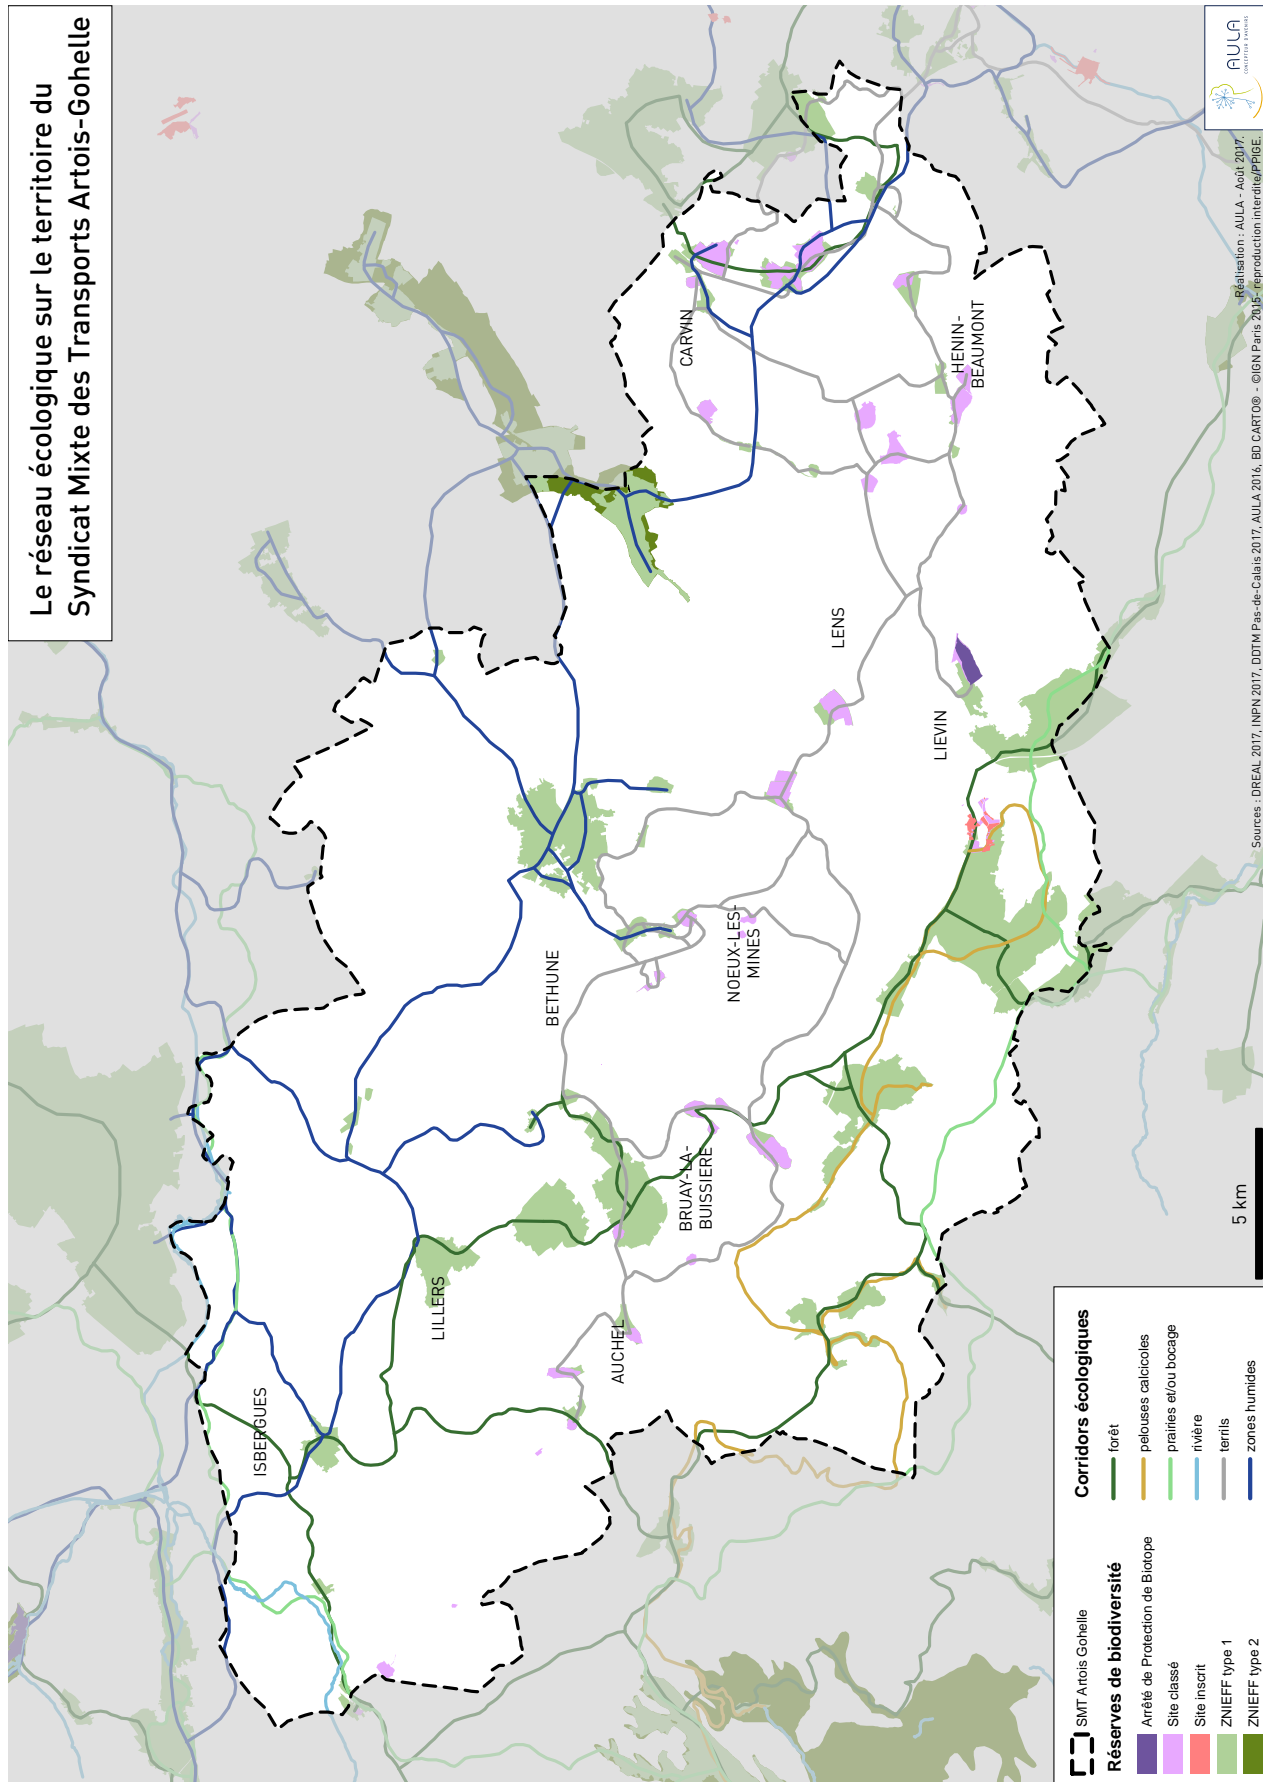 Le réseau écologique sur le territoire du
Syndicat Mixte des Transports Artois-Gohelle
ISBERGUES
LILLERS
AUCHEL
BRUAY-LA-
BUISSIERE
BETHUNE
NOEUX-LES-
MINES
LENS
LIEVIN
CARVIN
HENIN-
BEAUMONT
SMT Artois Gohelle
Réserves de biodiversité
Arrêté de Protection de Biotope
Site classé
Site inscrit
ZNIEFF type 1
ZNIEFF type 2
Corridors écologiques
forêt
pelouses calcicoles
prairies et/ou bocage
rivière
terrils
zones humides
5 km
AULA
CONCEPTEUR D'AVENIRS
Réalisation : AULA - Août 2017.
Sources : DREAL 2017, INPN 2017, DDTM Pas-de-Calais 2017, AULA 2016, BD CARTO® - ©IGN Paris 2015- reproduction interdite/PPIGE.